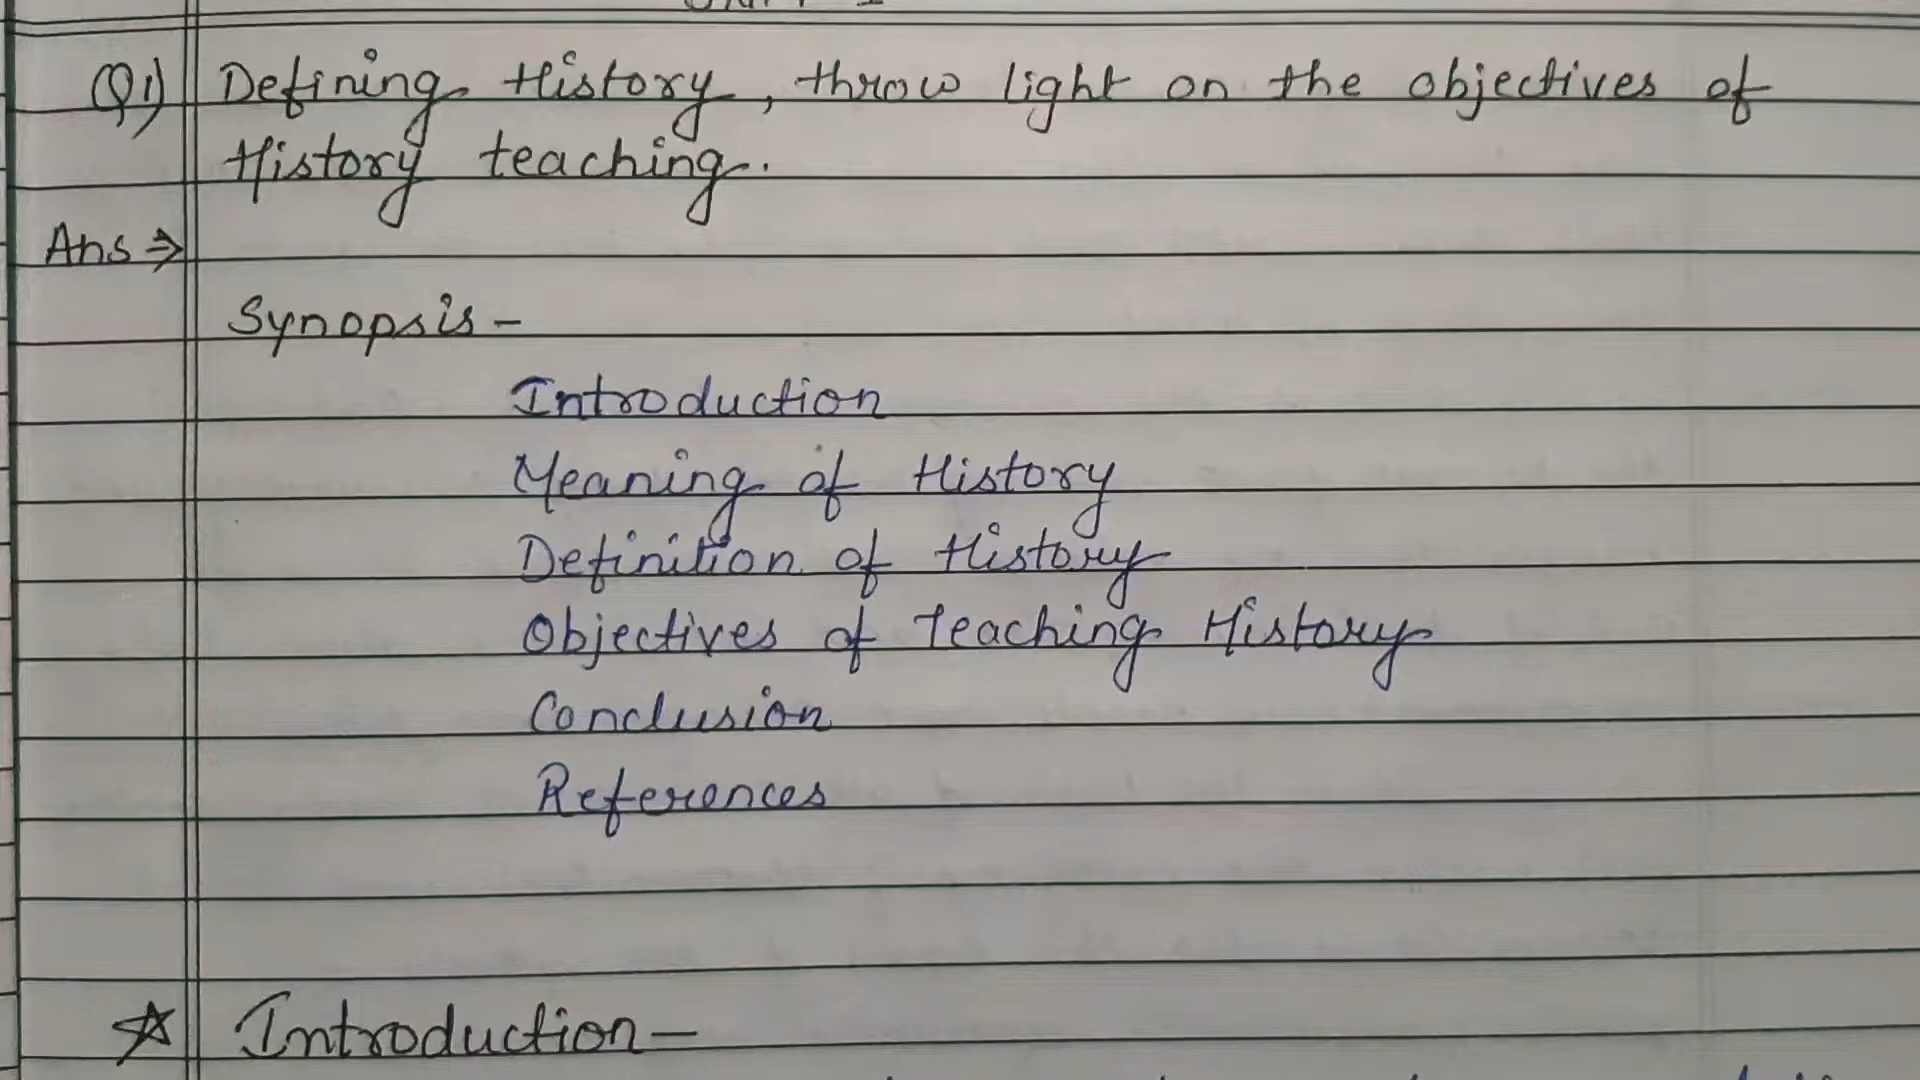 Q1) Defining History, throw light on the objectives of
History teaching.
Ans ⇒
Synopsis -
Introduction
Meaning of History
Definition of History
Objectives of teaching History
Conclusion
References
☆ Introduction -